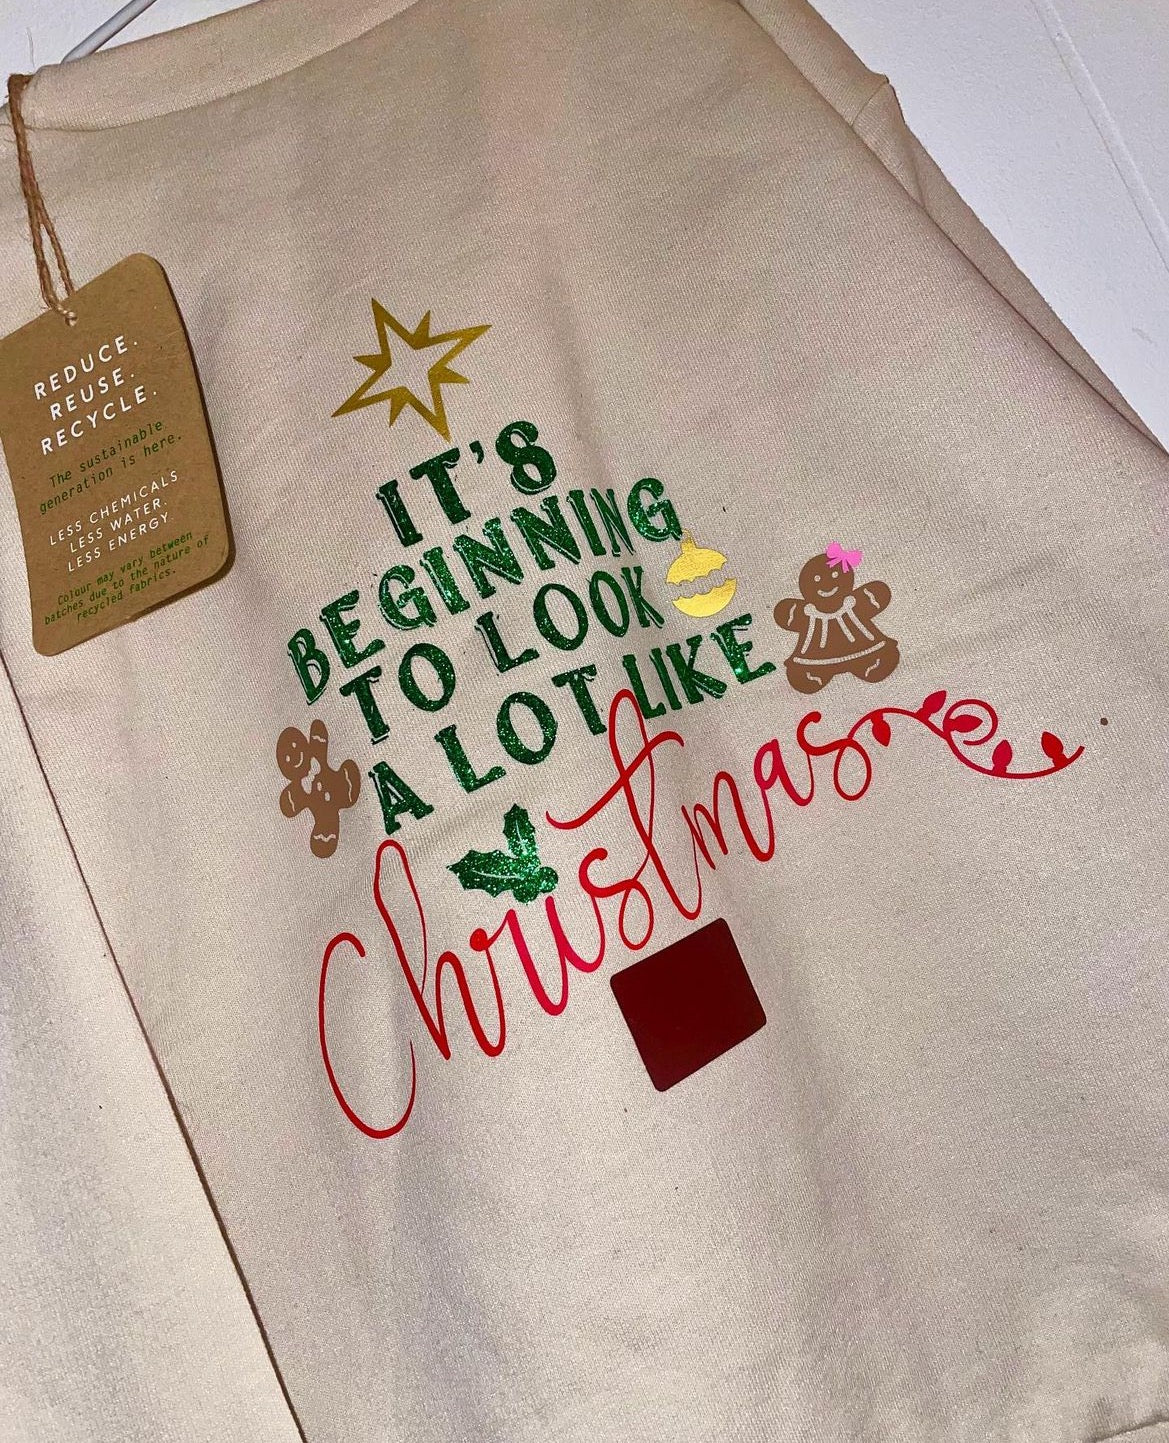 REDUCE.
REUSE.
RECYCLE.
The sustainable
generation is here.
LESS CHEMICALS
LESS WATER.
LESS ENERGY
Colour may vary between
batches due to the nature of
recycled fabrics.
IT'S
BEGINNING
TO LOOK
A LOT LIKE
Christmas